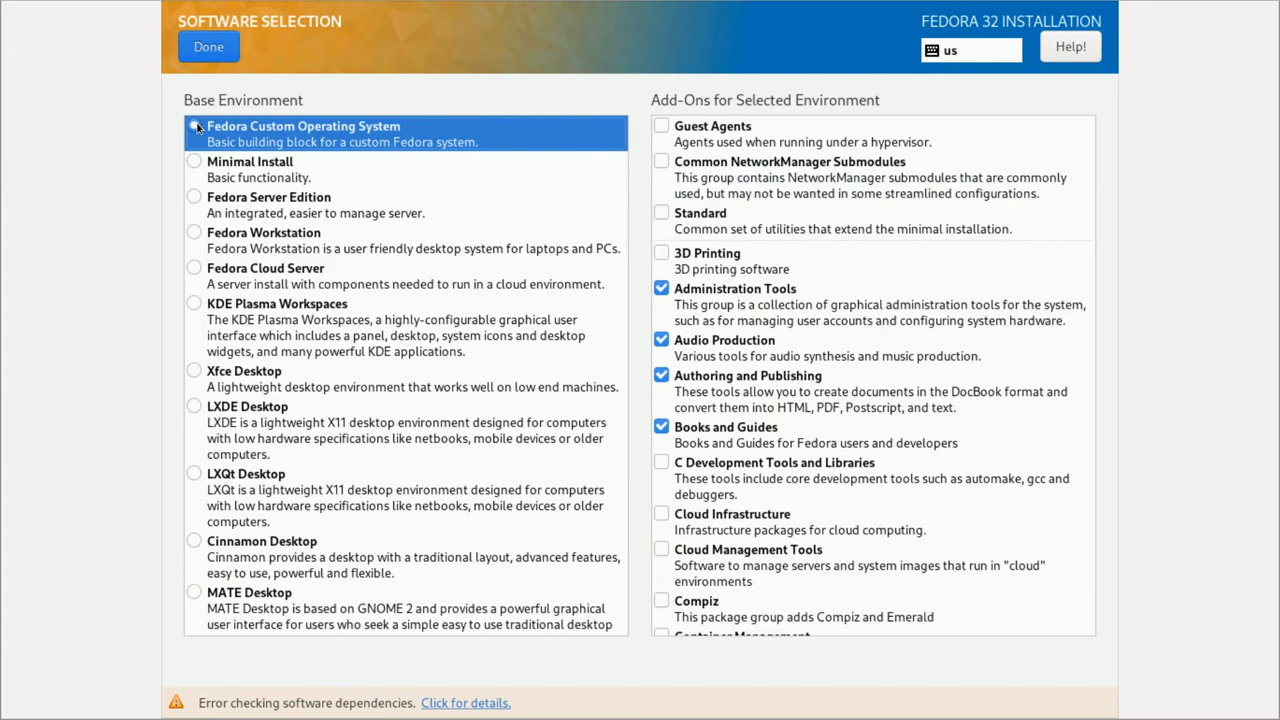 SOFTWARE SELECTION
FEDORA 32 INSTALLATION
Done
us
Help!
Base Environment
Fedora Custom Operating System
Basic building block for a custom Fedora system.
Minimal Install
Basic functionality.
Fedora Server Edition
An integrated, easier to manage server.
Fedora Workstation
Fedora Workstation is a user friendly desktop system for laptops and PCs.
Fedora Cloud Server
A server install with components needed to run in a cloud environment.
KDE Plasma Workspaces
The KDE Plasma Workspaces, a highly-configurable graphical user
interface which includes a panel, desktop, system icons and desktop
widgets, and many powerful KDE applications.
Xfce Desktop
A lightweight desktop environment that works well on low end machines.
LXDE Desktop
LXDE is a lightweight X11 desktop environment designed for computers
with low hardware specifications like netbooks, mobile devices or older
computers.
LXQt Desktop
LXQt is a lightweight X11 desktop environment designed for computers
with low hardware specifications like netbooks, mobile devices or older
computers.
Cinnamon Desktop
Cinnamon provides a desktop with a traditional layout, advanced features,
easy to use, powerful and flexible.
MATE Desktop
MATE Desktop is based on GNOME 2 and provides a powerful graphical
user interface for users who seek a simple easy to use traditional desktop
Add-Ons for Selected Environment
Guest Agents
Agents used when running under a hypervisor.
Common NetworkManager Submodules
This group contains NetworkManager submodules that are commonly
used, but may not be wanted in some streamlined configurations.
Standard
Common set of utilities that extend the minimal installation.
3D Printing
3D printing software
Administration Tools
This group is a collection of graphical administration tools for the system,
such as for managing user accounts and configuring system hardware.
Audio Production
Various tools for audio synthesis and music production.
Authoring and Publishing
These tools allow you to create documents in the DocBook format and
convert them into HTML, PDF, Postscript, and text.
Books and Guides
Books and Guides for Fedora users and developers
C Development Tools and Libraries
These tools include core development tools such as automake, gcc and
debuggers.
Cloud Infrastructure
Infrastructure packages for cloud computing.
Cloud Management Tools
Software to manage servers and system images that run in "cloud"
environments
Compiz
This package group adds Compiz and Emerald
Container Management
Error checking software dependencies. Click for details.